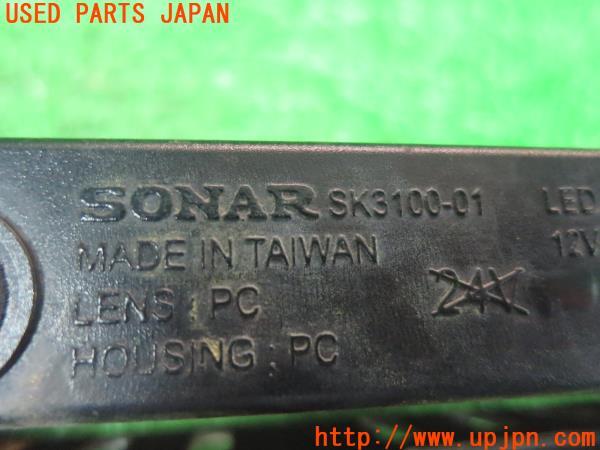 USED PARTS JAPAN
SONAR SK3100-01 LED
MADE IN TAIWAN 12V
LENS : PC 24V
HOUSING : PC
http://www.upjpn.com/